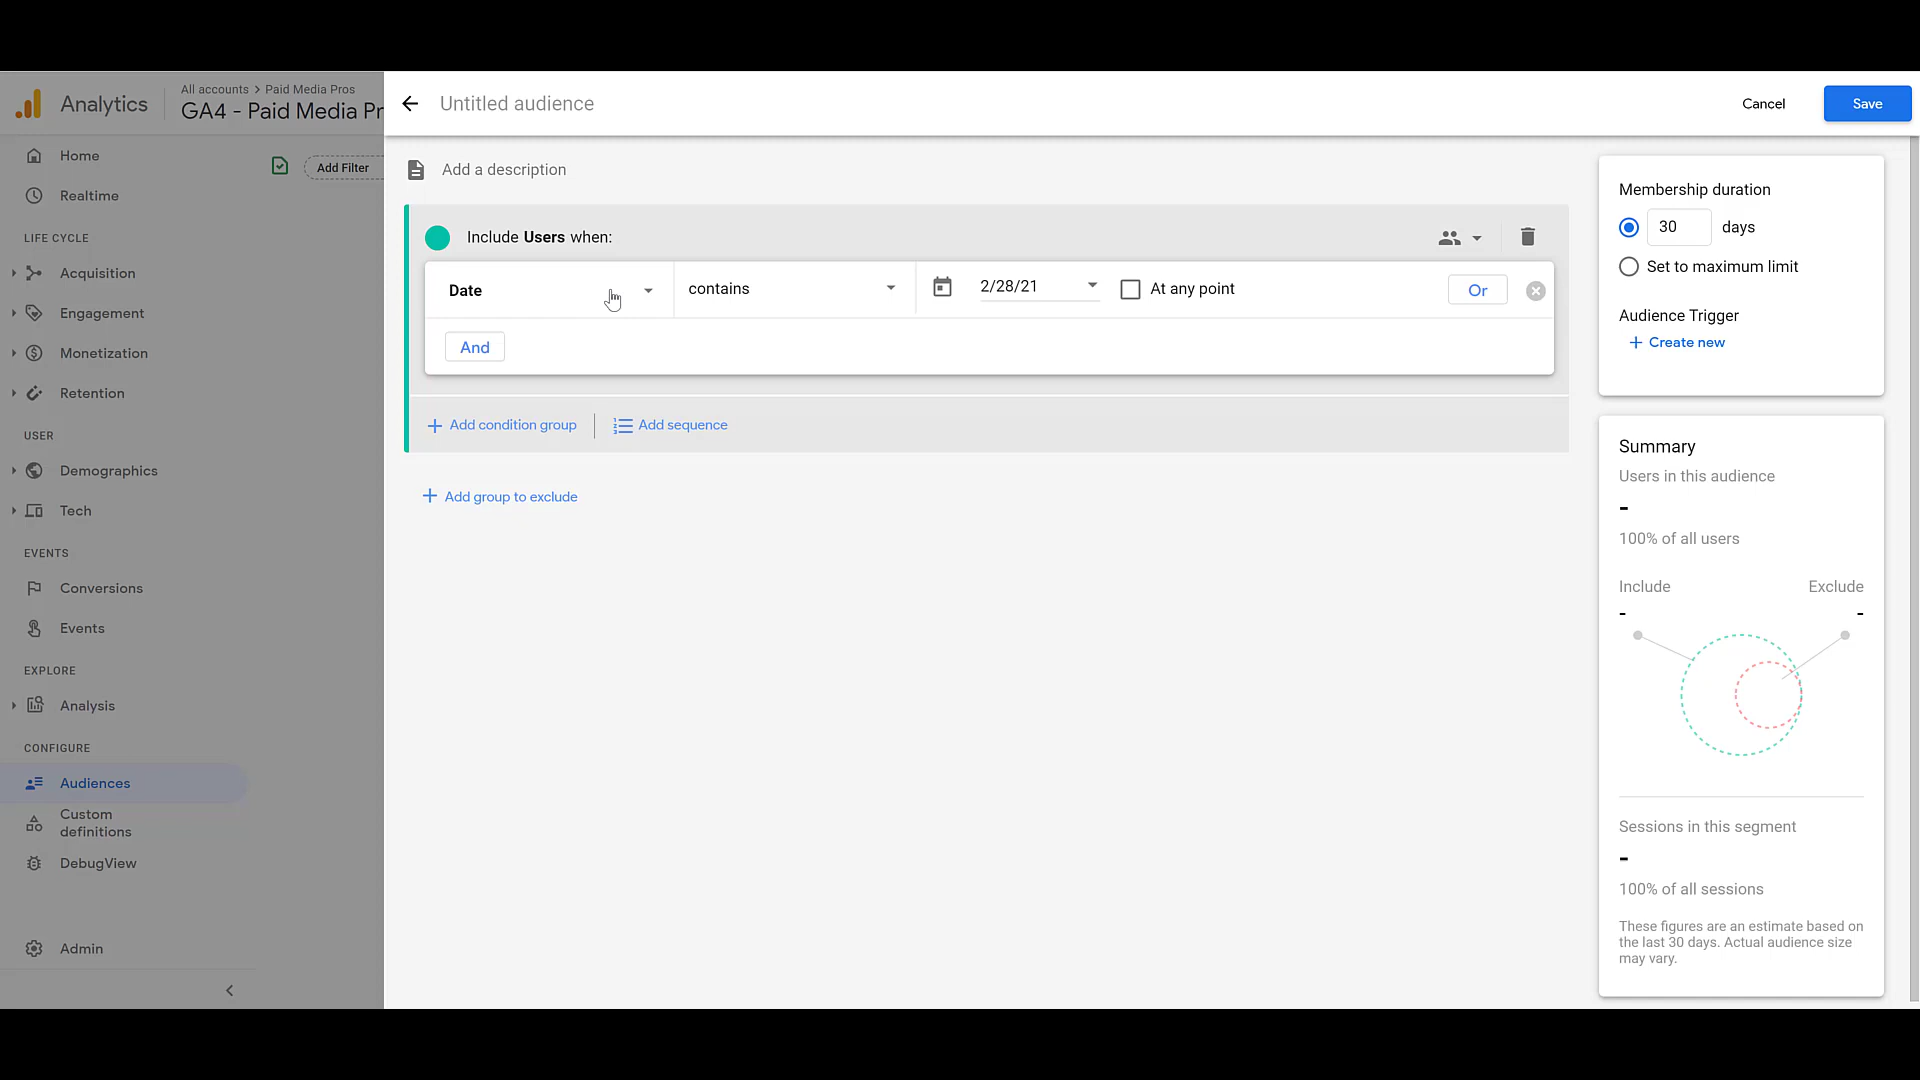 Analytics
All accounts > Paid Media Pros
GA4 - Paid Media Pr
Untitled audience
Cancel
Save
Home
Realtime
LIFE CYCLE
Acquisition
Engagement
Monetization
Retention
USER
Demographics
Tech
EVENTS
Conversions
Events
EXPLORE
Analysis
CONFIGURE
Audiences
Custom
definitions
DebugView
Admin
Add Filter
Add a description
Include Users when:
Date
contains
2/28/21
At any point
Or
And
Add condition group
Add sequence
Add group to exclude
Membership duration
30 days
Set to maximum limit
Audience Trigger
+ Create new
Summary
Users in this audience
-
100% of all users
Include Exclude
- -
Sessions in this segment
-
100% of all sessions
These figures are an estimate based on
the last 30 days. Actual audience size
may vary.